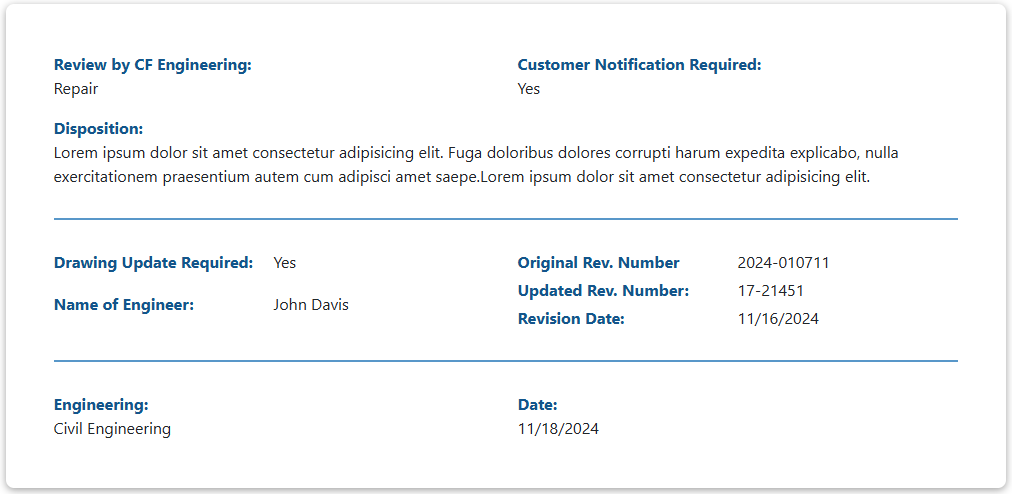 Review by CF Engineering:
Repair
Customer Notification Required:
Yes
Disposition:
Lorem ipsum dolor sit amet consectetur adipisicing elit. Fuga doloribus dolores corrupti harum expedita explicabo, nulla
exercitationem praesentium autem cum adipisci amet saepe.Lorem ipsum dolor sit amet consectetur adipisicing elit.
Drawing Update Required: Yes
Name of Engineer: John Davis
Original Rev. Number 2024-010711
Updated Rev. Number: 17-21451
Revision Date: 11/16/2024
Engineering:
Civil Engineering
Date:
11/18/2024